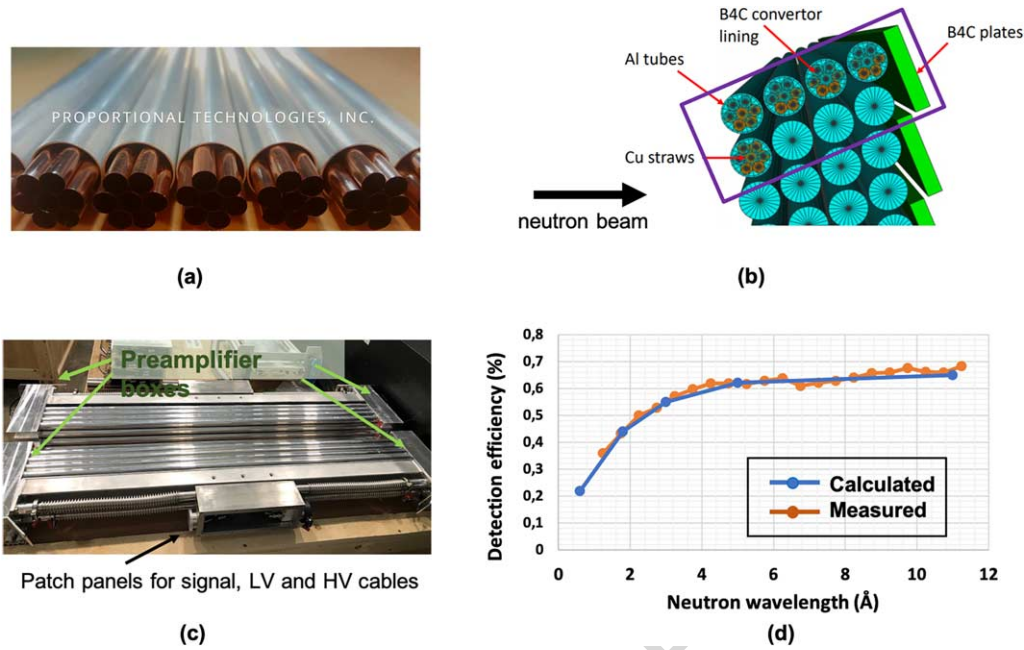 PROPORTIONAL TECHNOLOGIES, INC.
(a)
B4C convertor
lining
B4C plates
Al tubes
Cu straws
neutron beam
(b)
Preamplifier
boxes
Patch panels for signal, LV and HV cables
(c)
Detection efficiency (%)
0,8
0,7
0,6
0,5
0,4
0,3
0,2
0,1
0
0 2 4 6 8 10 12
Calculated
Measured
Neutron wavelength (Å)
(d)